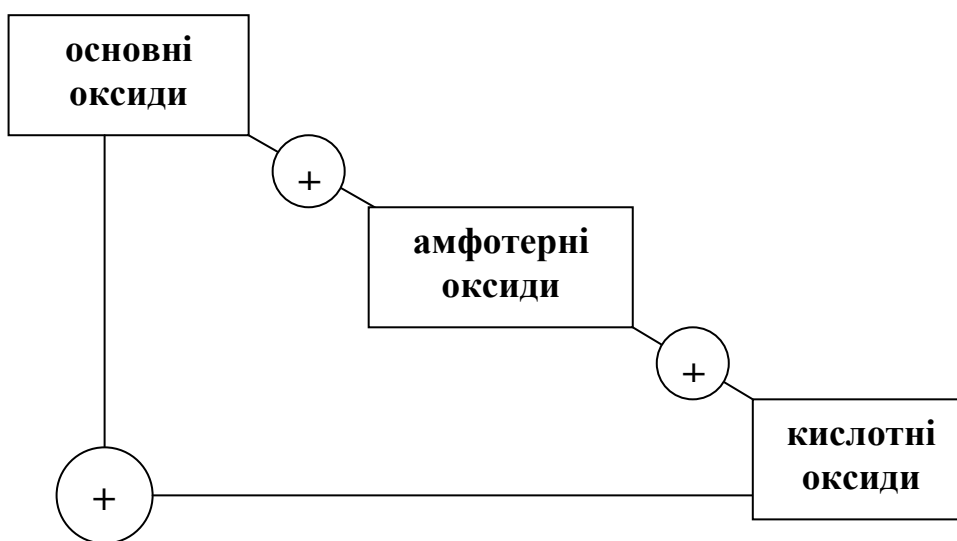 основні
оксиди
+
амфотерні
оксиди
+
кислотні
оксиди
+